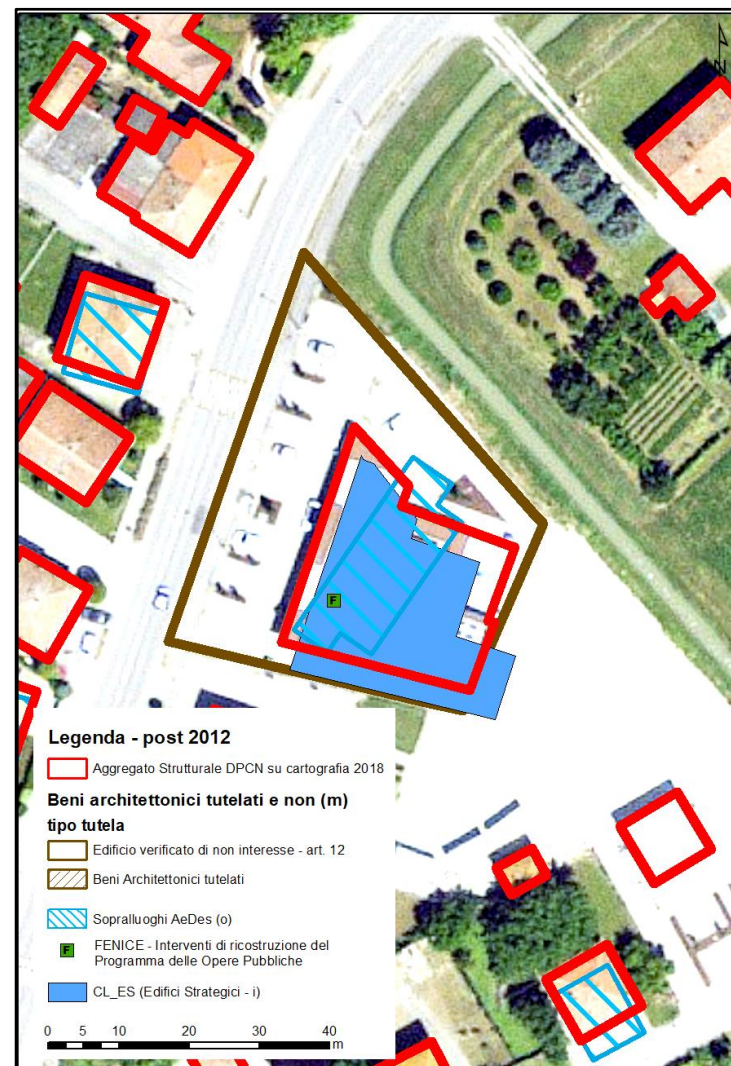 N
F
Legenda - post 2012
Aggregato Strutturale DPCN su cartografia 2018
Beni architettonici tutelati e non (m)
tipo tutela
Edificio verificato di non interesse - art. 12
Beni Architettonici tutelati
Sopralluoghi AeDes (o)
F FENICE - Interventi di ricostruzione del
Programma delle Opere Pubbliche
CL_ES (Edifici Strategici - i)
0 5 10 20 30 40
m